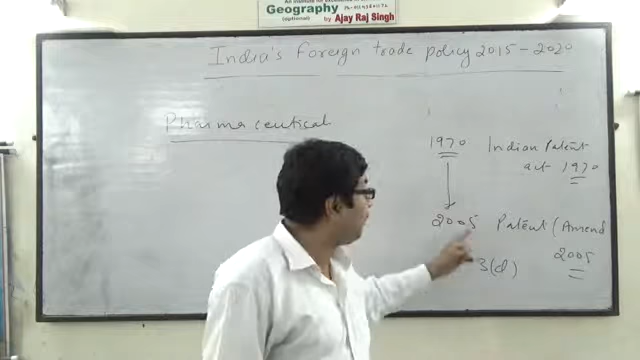 Geography
(optional) by Ajay Raj Singh
India's foreign trade policy 2015-2020
Pharmaceutical
1970 Indian Patent
act 1970
2005 Patent (Amend
3(d) 2005